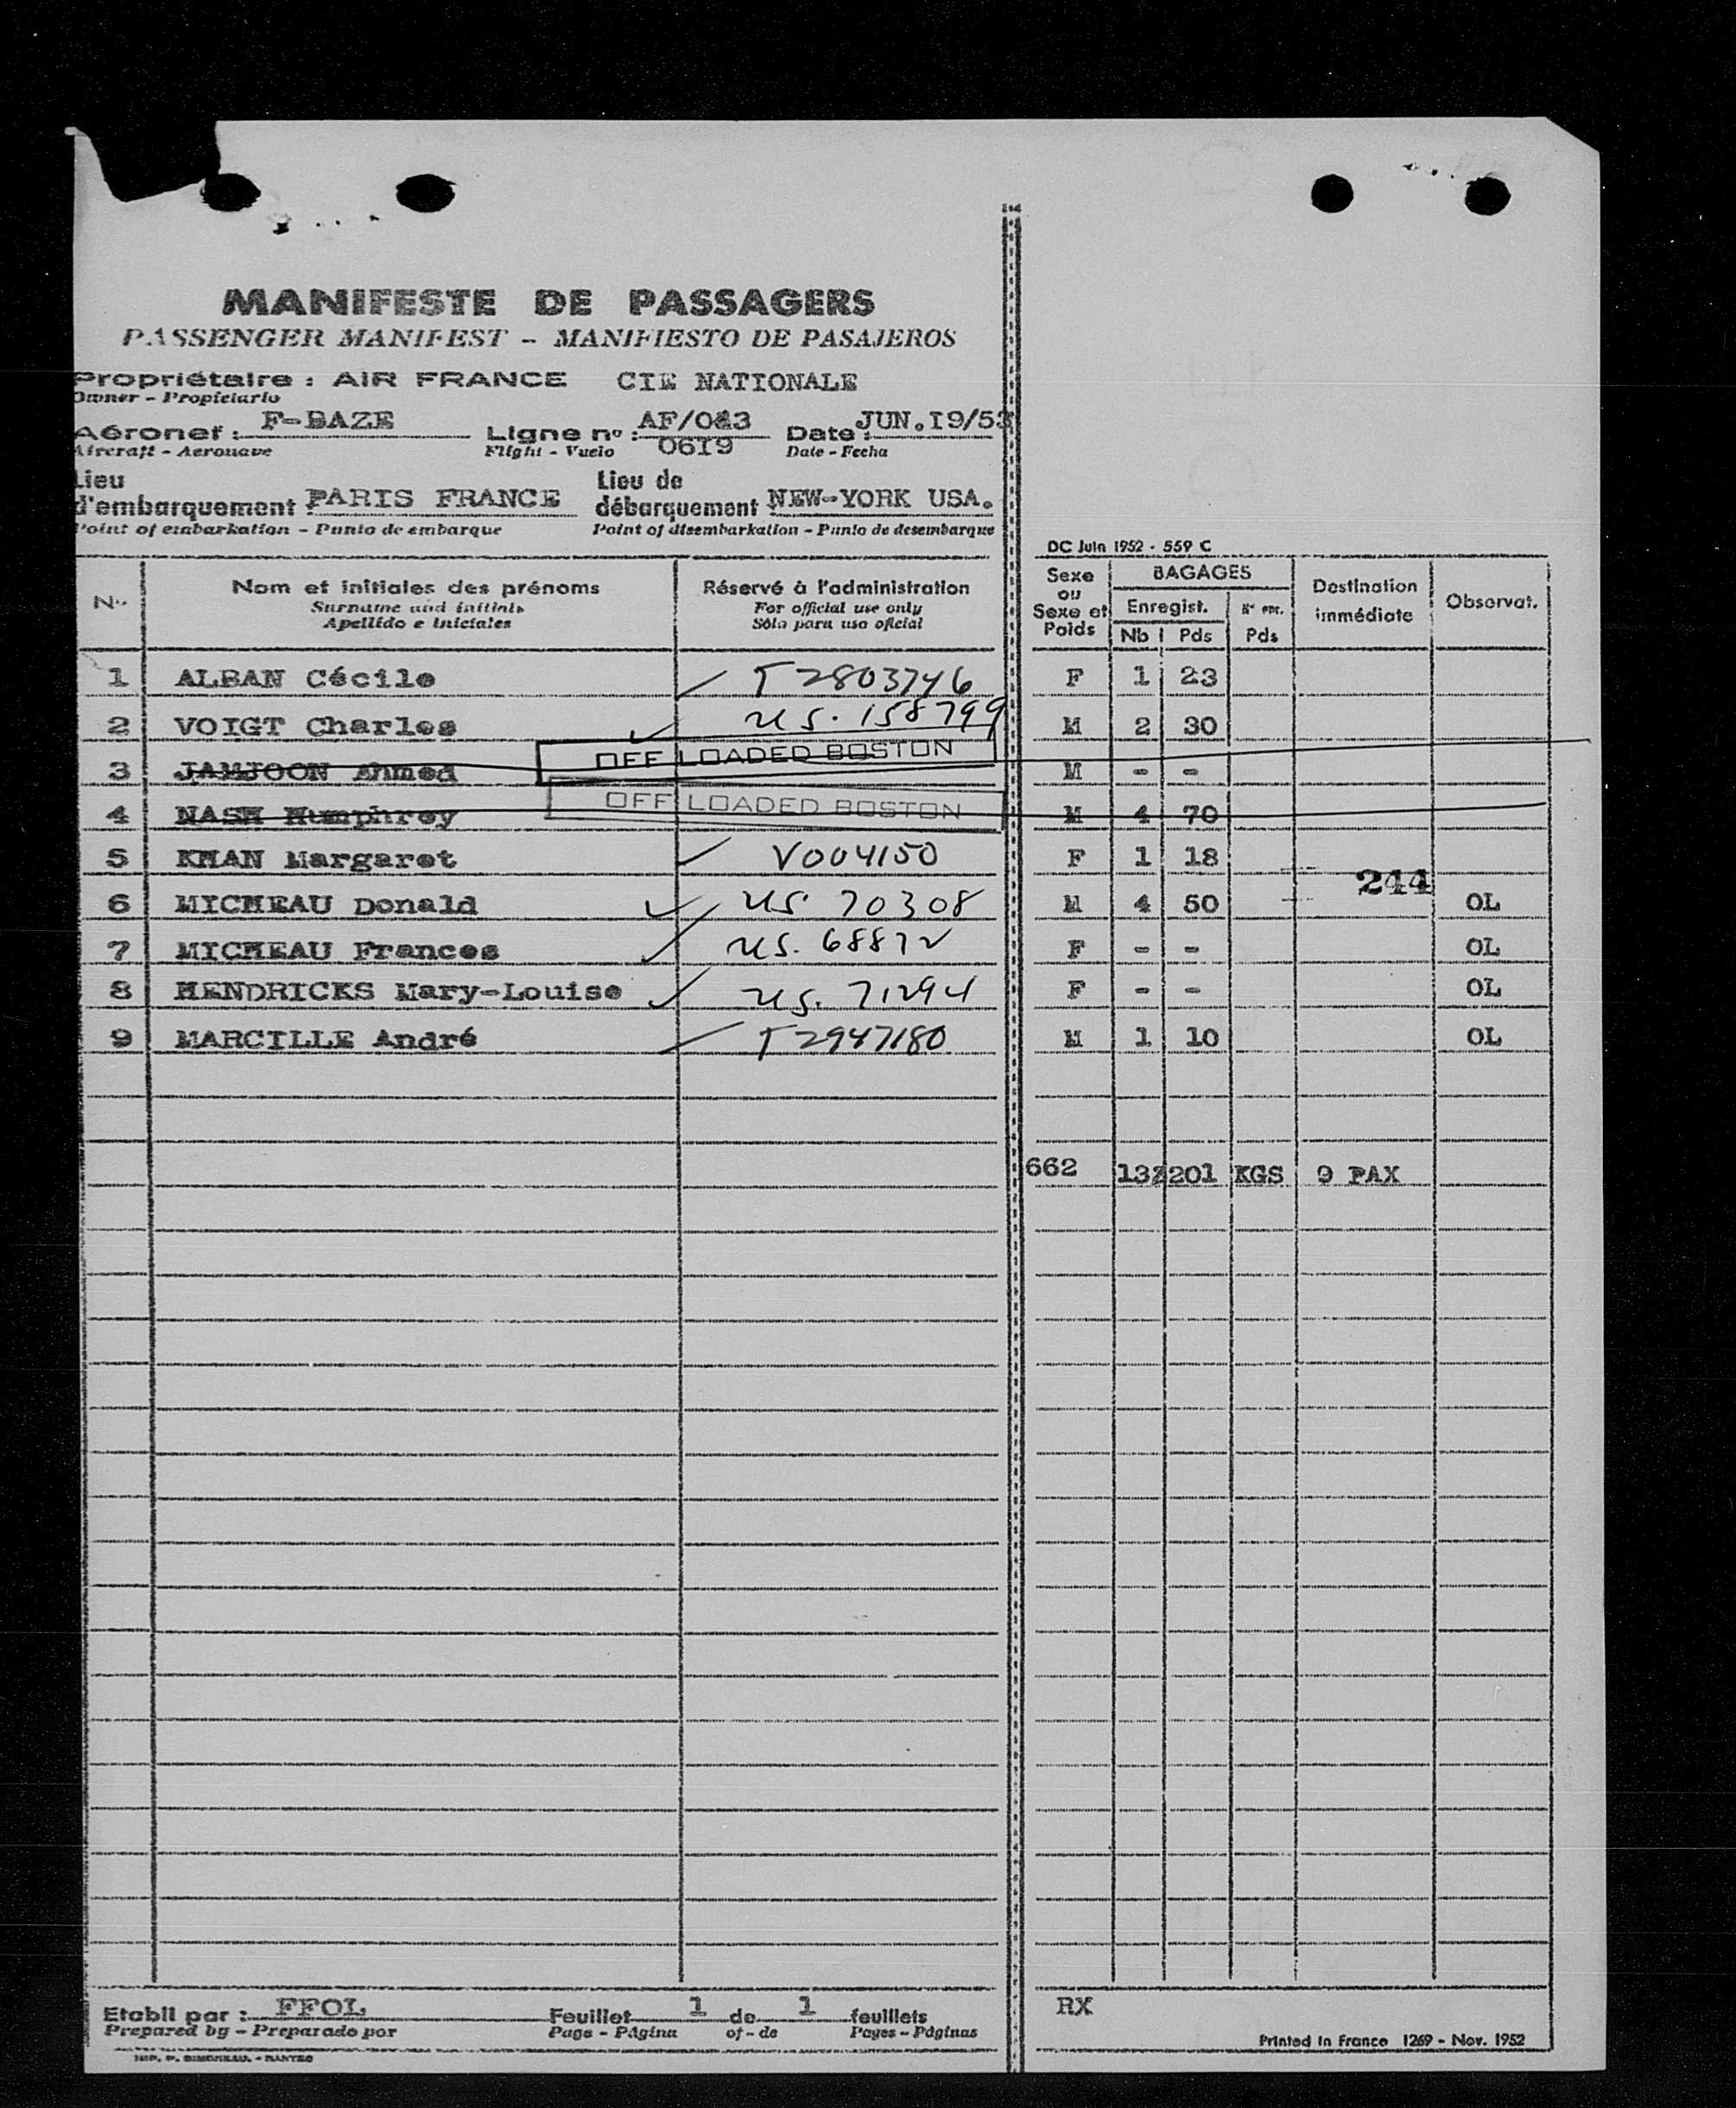 MANIFESTE DE PASSAGERS
PASSENGER MANIFEST - MANIFIESTO DE PASAJEROS
Propriétaire : AIR FRANCE CIE NATIONALE
Owner - Propietario
Aéronef : F-BAZE Ligne nº : AF/043 0619 Date : JUN.I9/53
Aircraft - Aeronave Flight - Vuelo Date - Fecha
Lieu d'embarquement : PARIS FRANCE Lieu de débarquement : NEW-YORK USA.
Point of embarkation - Punto de embarque Point of disembarkation - Punto de desembarque
DC Juin 1952 - 559 C
Nº Nom et initiales des prénoms Réservé à l'administration Sexe ou Sexe et Poids BAGAGES Destination immédiate Observat.
Surname and initials For official use only Enregist.
Apellido e iniciales Sólo para uso oficial Nb Pds Pds
1 ALBAN Cécile T 2803746 F 1 23
2 VOIGT Charles US. 158799 M 2 30
3 JAMJOON Ahmed OFF LOADED BOSTON M - -
4 NASH Humphrey OFF LOADED BOSTON M 4 70
5 KHAN Margaret V004150 F 1 18
244
6 MICHEAU Donald US. 70308 M 4 50 OL
7 MICHEAU Frances US. 68872 F - - OL
8 HENDRICKS Mary-Louise US. 71294 F - - OL
9 MARCILLE André T2947180 M 1 10 OL
662 13 201 KGS 9 PAX
Etabli par : FFOL Feuillet 1 de 1 feuillets RX
Prepared by - Preparado por Page - Página of - de Pages - Páginas
IMP. P. - NANTES
Printed in France 1269 - Nov. 1952